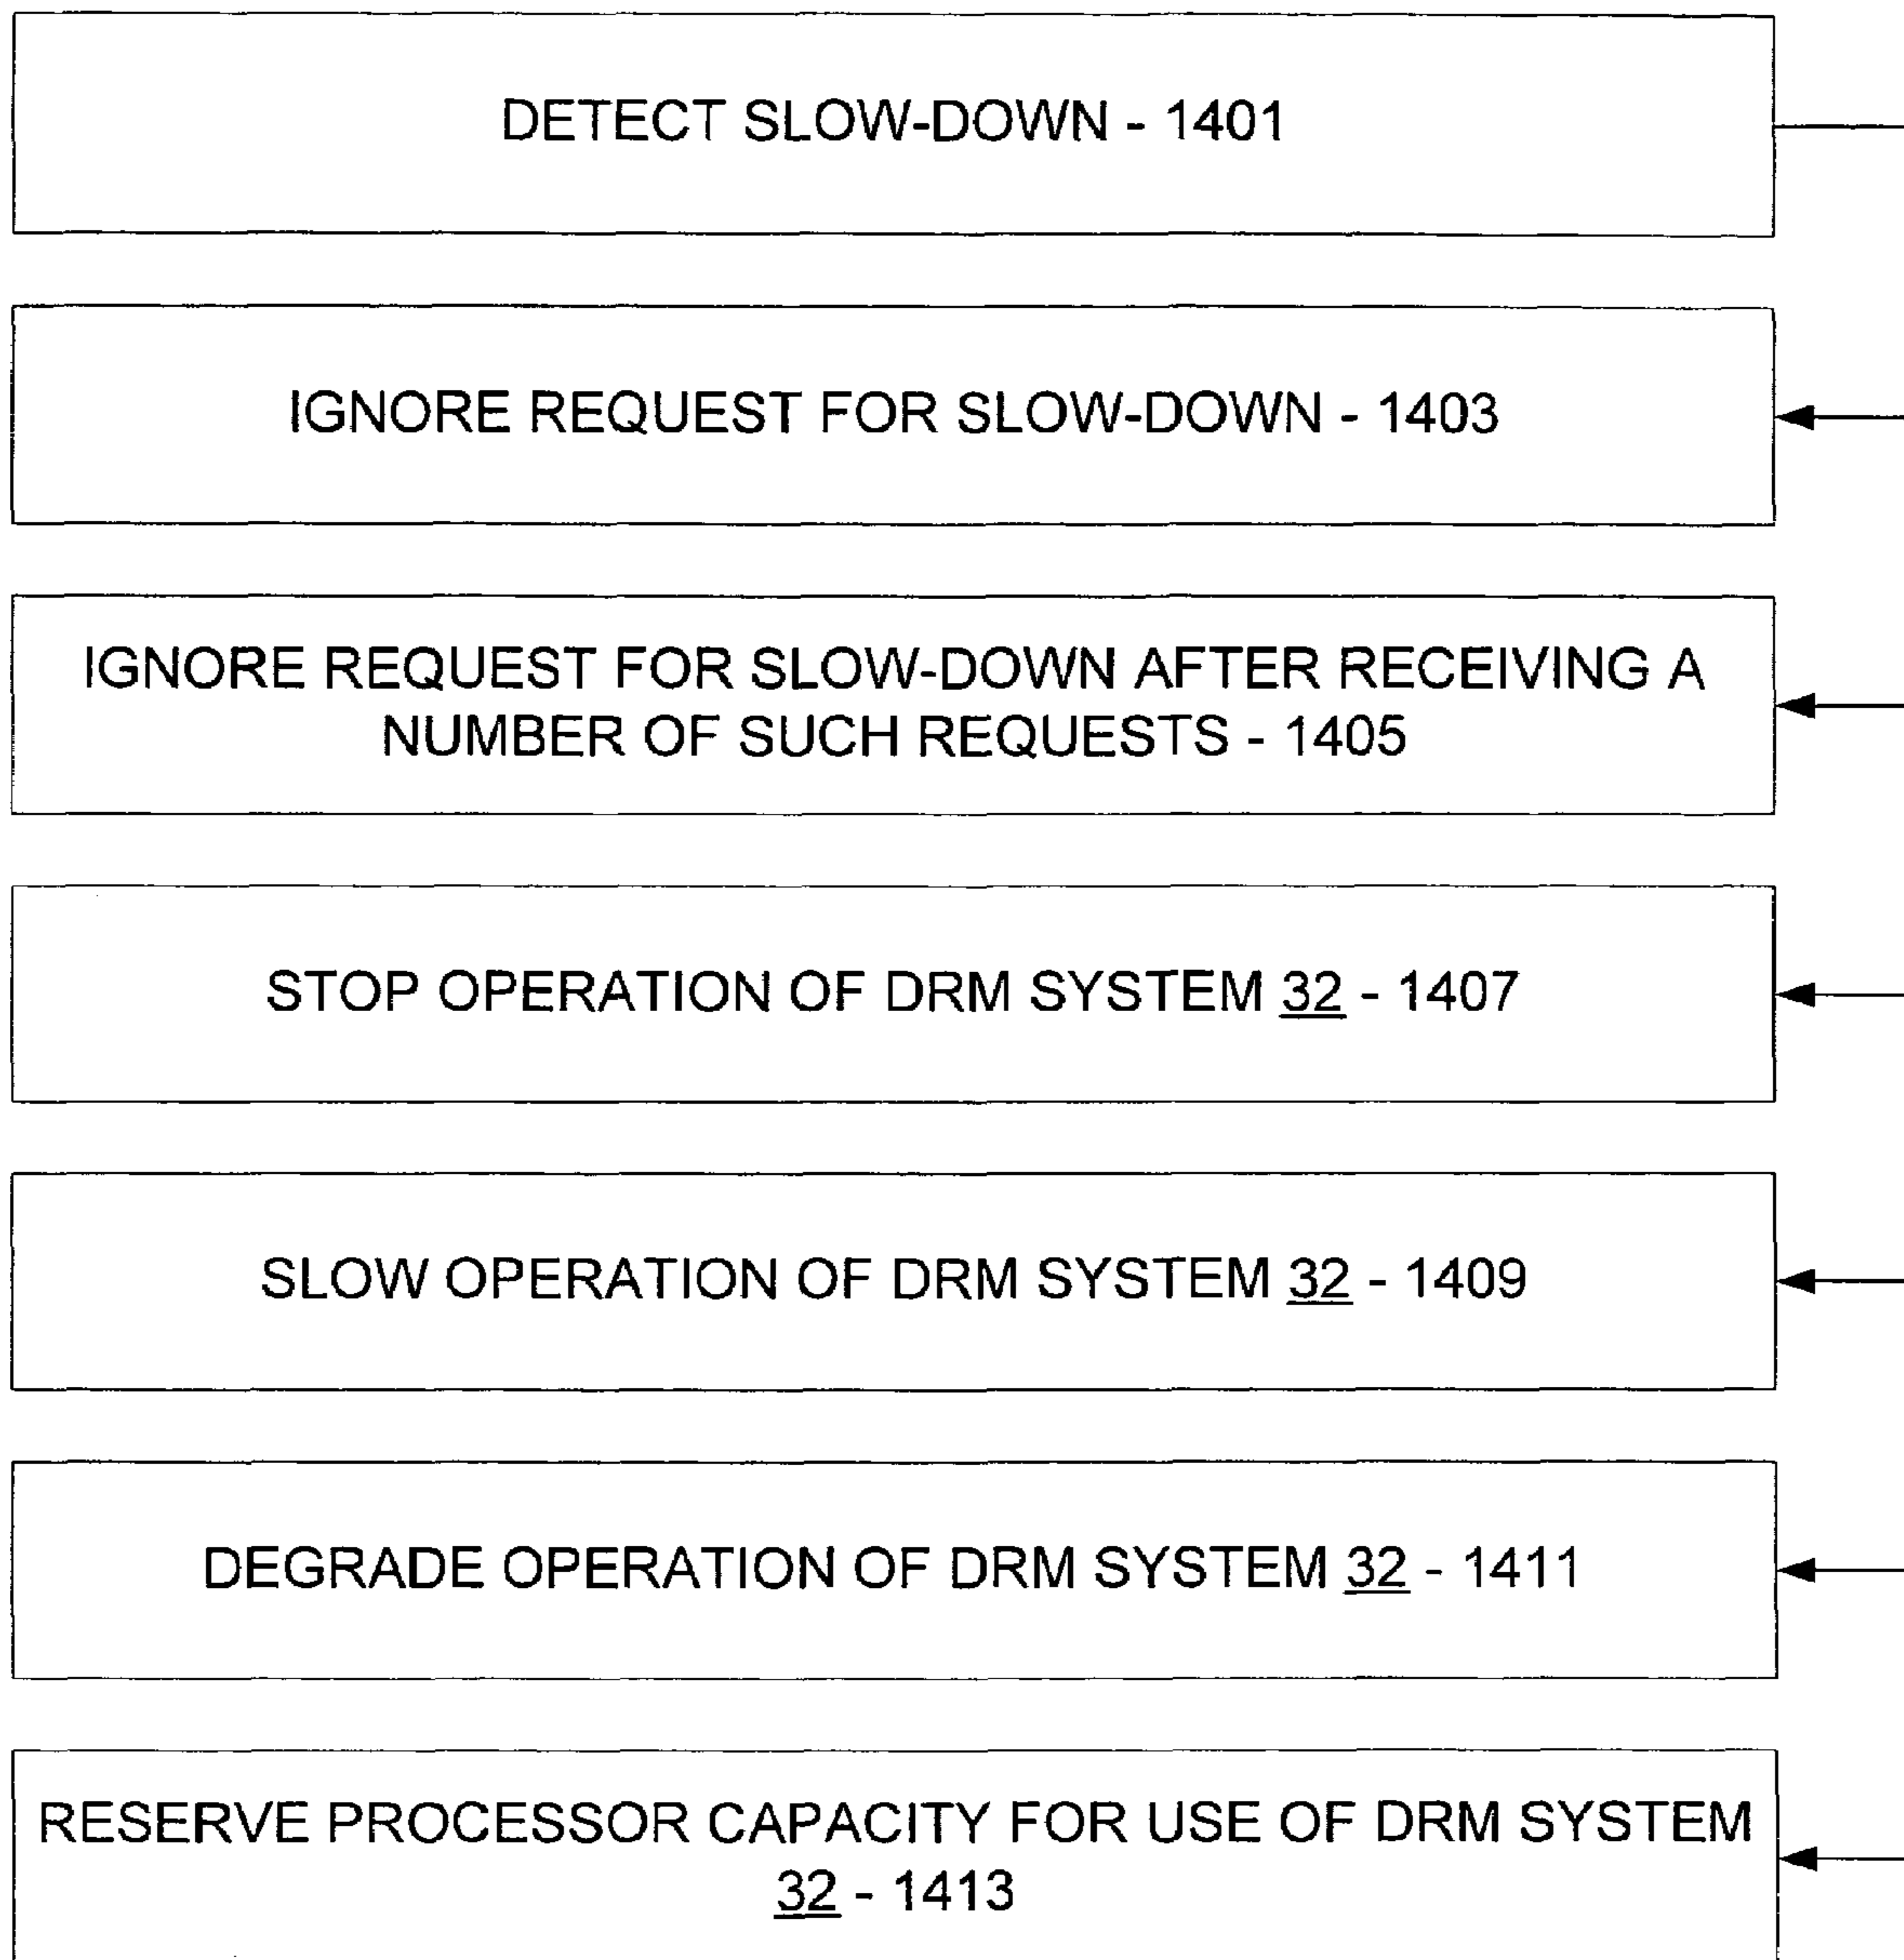 DETECT SLOW-DOWN - 1401
IGNORE REQUEST FOR SLOW-DOWN - 1403
IGNORE REQUEST FOR SLOW-DOWN AFTER RECEIVING A
NUMBER OF SUCH REQUESTS - 1405
STOP OPERATION OF DRM SYSTEM 32 - 1407
SLOW OPERATION OF DRM SYSTEM 32 - 1409
DEGRADE OPERATION OF DRM SYSTEM 32 - 1411
RESERVE PROCESSOR CAPACITY FOR USE OF DRM SYSTEM
32 - 1413